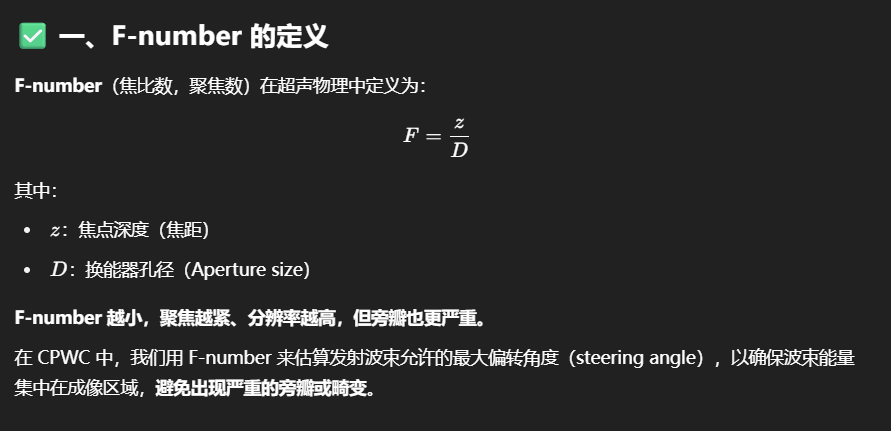 ✅ 一、F-number 的定义
F-number（焦比数，聚焦数）在超声物理中定义为：
F = z/D
其中：
• z：焦点深度（焦距）
• D：换能器孔径（Aperture size）
F-number 越小，聚焦越紧、分辨率越高，但旁瓣也更严重。
在 CPWC 中，我们用 F-number 来估算发射波束允许的最大偏转角度（steering angle），以确保波束能量
集中在成像区域，避免出现严重的旁瓣或畸变。